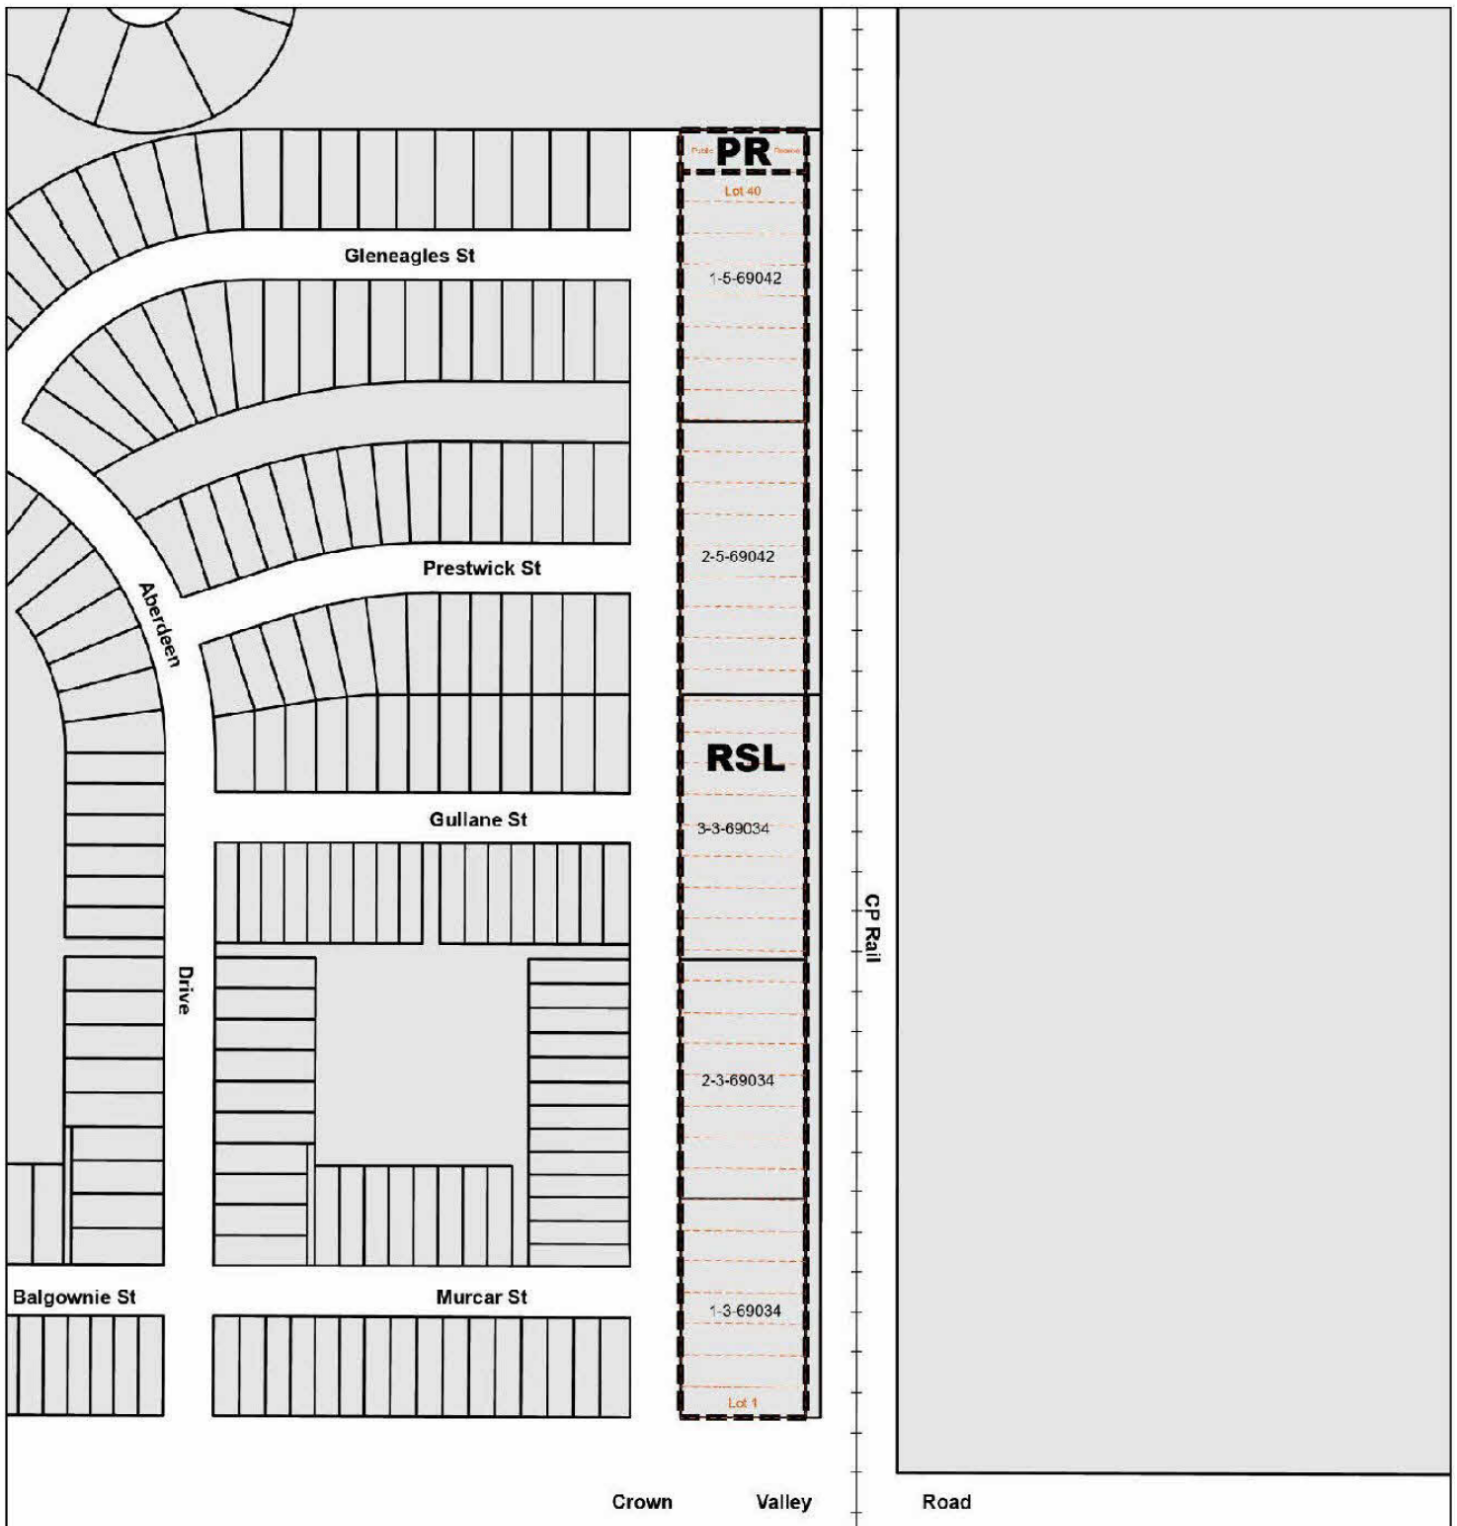 Public PR Reserve
Lot 40
Gleneagles St
1-5-69042
2-5-69042
Prestwick St
Aberdeen
RSL
Gullane St
3-3-69034
CP Rail
Drive
2-3-69034
Balgownie St
Murcar St
1-3-69034
Lot 1
Crown Valley Road